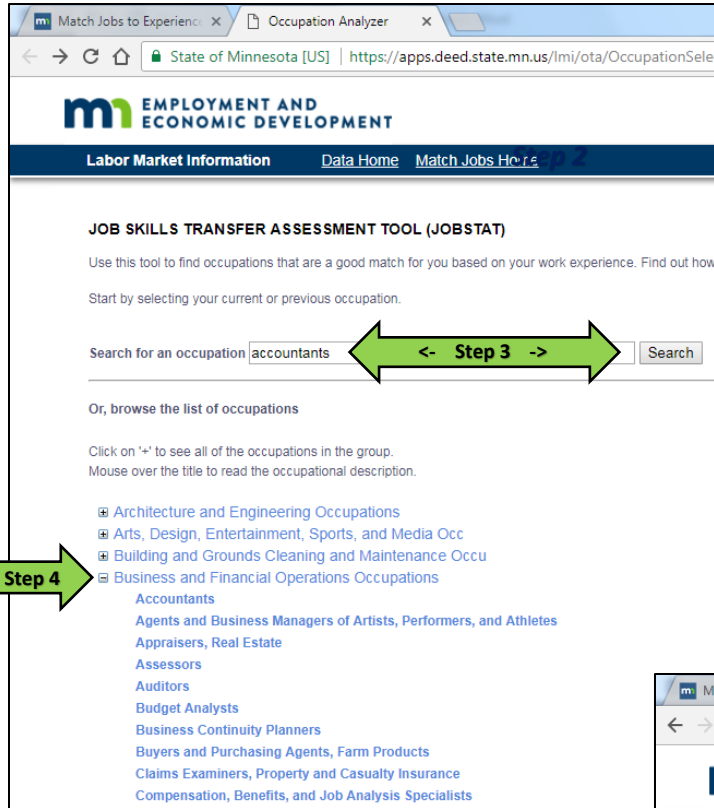 Match Jobs to Experience
Occupation Analyzer
State of Minnesota [US] | https://apps.deed.state.mn.us/lmi/ota/OccupationSele
mn EMPLOYMENT AND
ECONOMIC DEVELOPMENT
Labor Market Information Data Home Match Jobs Home Step 2
JOB SKILLS TRANSFER ASSESSMENT TOOL (JOBSTAT)
Use this tool to find occupations that are a good match for you based on your work experience. Find out how
Start by selecting your current or previous occupation.
Search for an occupation accountants <- Step 3 -> Search
Or, browse the list of occupations
Click on '+' to see all of the occupations in the group.
Mouse over the title to read the occupational description.
Architecture and Engineering Occupations
Arts, Design, Entertainment, Sports, and Media Occ
Building and Grounds Cleaning and Maintenance Occu
Step 4 Business and Financial Operations Occupations
Accountants
Agents and Business Managers of Artists, Performers, and Athletes
Appraisers, Real Estate
Assessors
Auditors
Budget Analysts
Business Continuity Planners
Buyers and Purchasing Agents, Farm Products
Claims Examiners, Property and Casualty Insurance
Compensation, Benefits, and Job Analysis Specialists
mn M